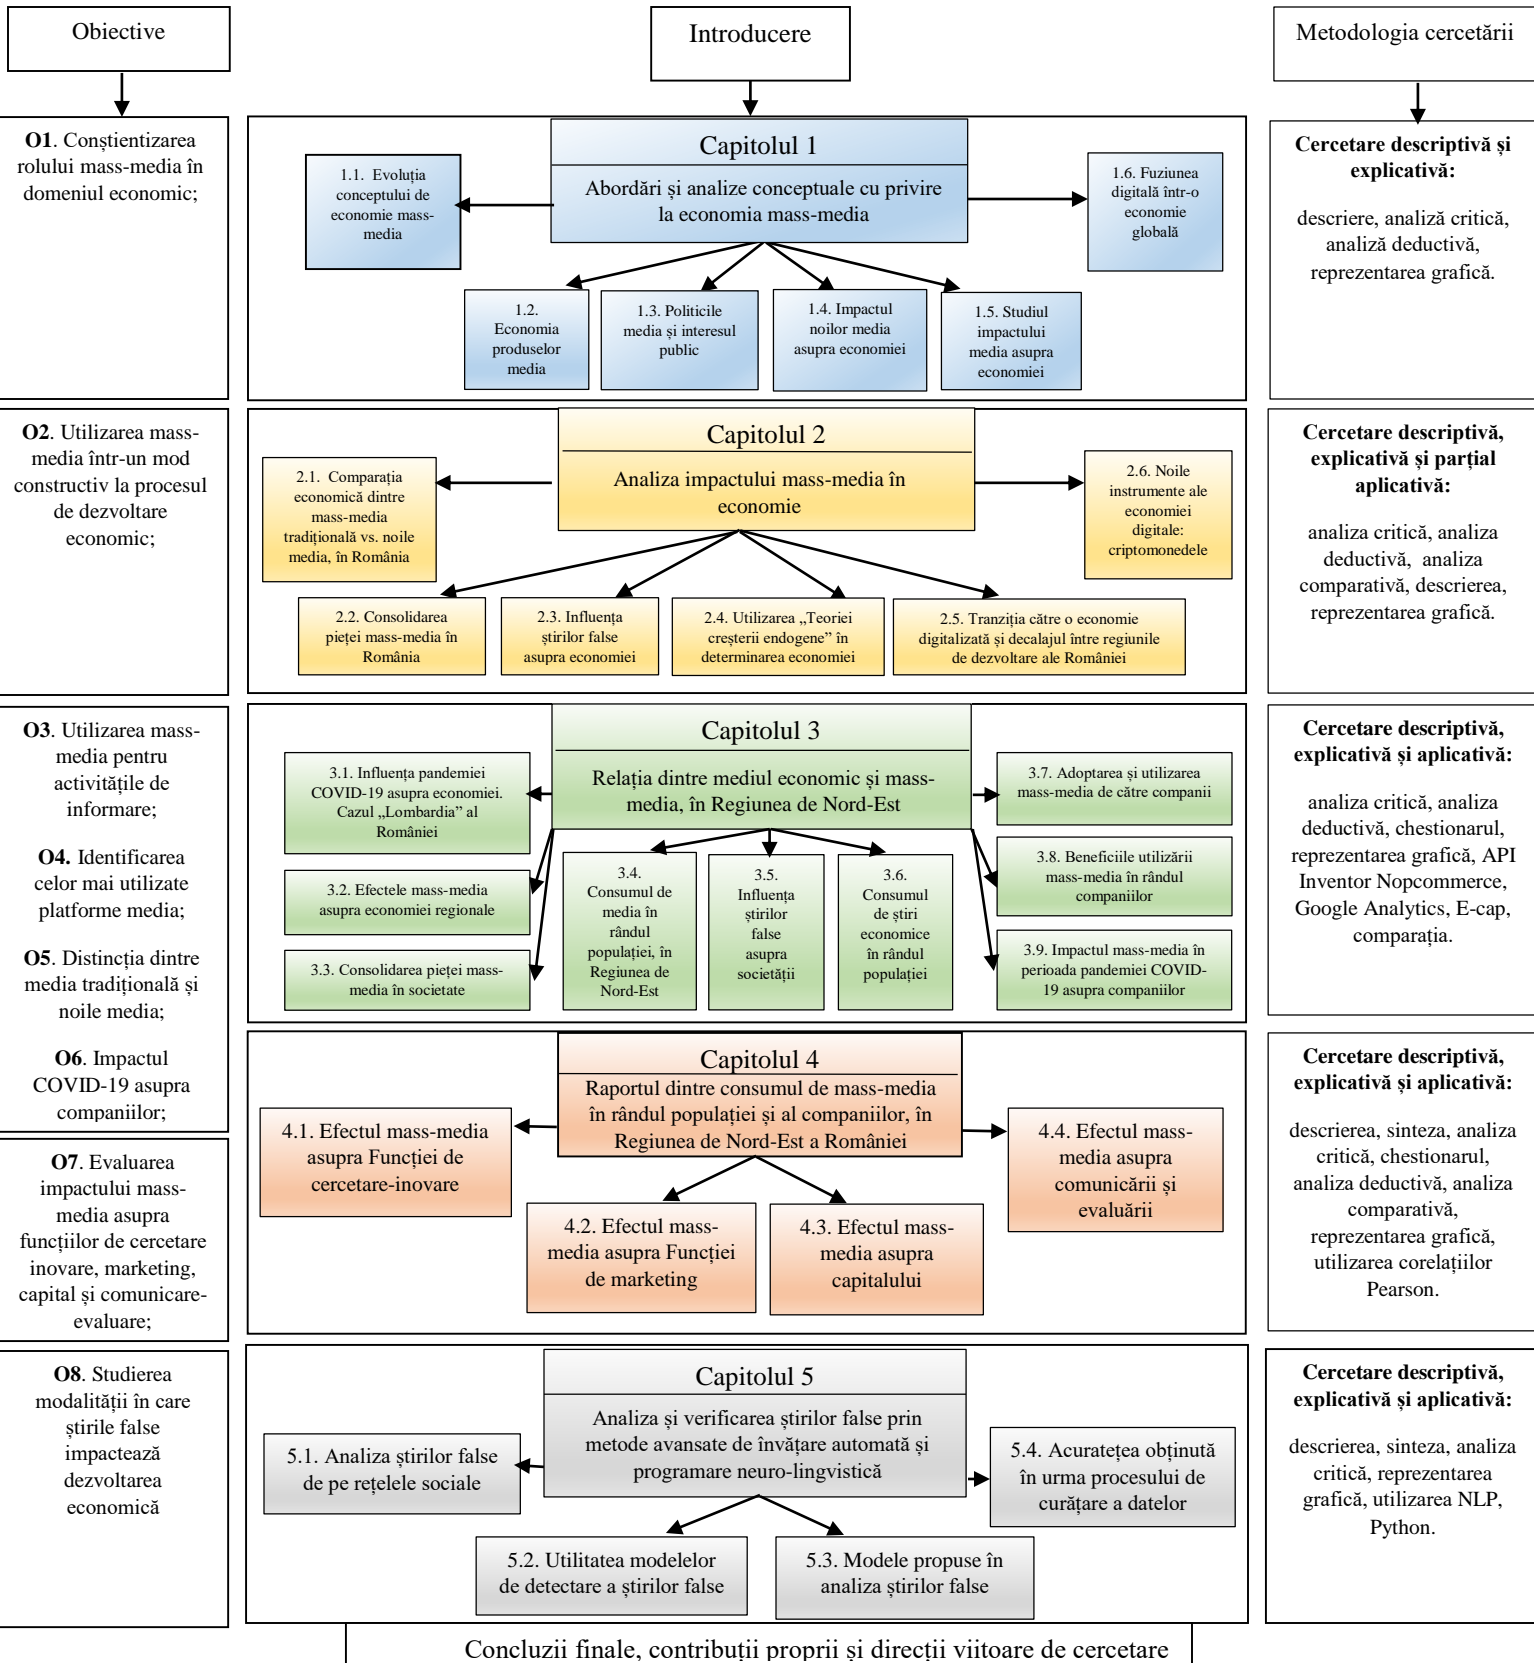 Obiective
Introducere
Metodologia cercetării
O1. Conștientizarea
rolului mass-media în
domeniul economic;
Capitolul 1
Abordări și analize conceptuale cu privire
la economia mass-media
1.1. Evoluția
conceptului de
economie mass-
media
1.6. Fuziunea
digitală într-o
economie
globală
1.2.
Economia
produselor
media
1.3. Politicile
media și interesul
public
1.4. Impactul
noilor media
asupra economiei
1.5. Studiul
impactului
media asupra
economiei
Cercetare descriptivă și
explicativă:
descriere, analiză critică,
analiză deductivă,
reprezentarea grafică.
O2. Utilizarea mass-
media într-un mod
constructiv la procesul
de dezvoltare
economic;
Capitolul 2
Analiza impactului mass-media în
economie
2.1. Comparația
economică dintre
mass-media
tradițională vs. noile
media, în România
2.6. Noile
instrumente ale
economiei
digitale:
criptomonedele
2.2. Consolidarea
pieței mass-media în
România
2.3. Influența
știrilor false
asupra economiei
2.4. Utilizarea „Teoriei
creșterii endogene” în
determinarea economiei
2.5. Tranziția către o economie
digitalizată și decalajul între regiunile
de dezvoltare ale României
Cercetare descriptivă,
explicativă și parțial
aplicativă:
analiza critică, analiza
deductivă, analiza
comparativă, descrierea,
reprezentarea grafică.
O3. Utilizarea mass-
media pentru
activitățile de
informare;
O4. Identificarea
celor mai utilizate
platforme media;
O5. Distincția dintre
media tradițională și
noile media;
O6. Impactul
COVID-19 asupra
companiilor;
Capitolul 3
Relația dintre mediul economic și mass-
media, în Regiunea de Nord-Est
3.1. Influența pandemiei
COVID-19 asupra economiei.
Cazul „Lombardia” al
României
3.2. Efectele mass-media
asupra economiei regionale
3.3. Consolidarea pieței mass-
media în societate
3.4.
Consumul de
media în
rândul
populației, în
Regiunea de
Nord-Est
3.5.
Influența
știrilor
false
asupra
societății
3.6.
Consumul
de știri
economice
în rândul
populației
3.7. Adoptarea și utilizarea
mass-media de către companii
3.8. Beneficiile utilizării
mass-media în rândul
companiilor
3.9. Impactul mass-media în
perioada pandemiei COVID-
19 asupra companiilor
Cercetare descriptivă,
explicativă și aplicativă:
analiza critică, analiza
deductivă, chestionarul,
reprezentarea grafică, API
Inventor Nopcommerce,
Google Analytics, E-cap,
comparația.
Capitolul 4
Raportul dintre consumul de mass-media
în rândul populației și al companiilor, în
Regiunea de Nord-Est a României
4.1. Efectul mass-media
asupra Funcției de
cercetare-inovare
4.4. Efectul mass-
media asupra
comunicării și
evaluării
4.2. Efectul mass-
media asupra Funcției
de marketing
4.3. Efectul mass-
media asupra
capitalului
Cercetare descriptivă,
explicativă și aplicativă:
descrierea, sinteza, analiza
critică, chestionarul,
analiza deductivă, analiza
comparativă,
reprezentarea grafică,
utilizarea corelațiilor
Pearson.
O7. Evaluarea
impactului mass-
media asupra
funcțiilor de cercetare
inovare, marketing,
capital și comunicare-
evaluare;
O8. Studierea
modalității în care
știrile false
impactează
dezvoltarea
economică
Capitolul 5
Analiza și verificarea știrilor false prin
metode avansate de învățare automată și
programare neuro-lingvistică
5.1. Analiza știrilor false
de pe rețelele sociale
5.4. Acuratețea obținută
în urma procesului de
curățare a datelor
5.2. Utilitatea modelelor
de detectare a știrilor false
5.3. Modele propuse în
analiza știrilor false
Cercetare descriptivă,
explicativă și aplicativă:
descrierea, sinteza, analiza
critică, reprezentarea
grafică, utilizarea NLP,
Python.
Concluzii finale, contribuții proprii și direcții viitoare de cercetare